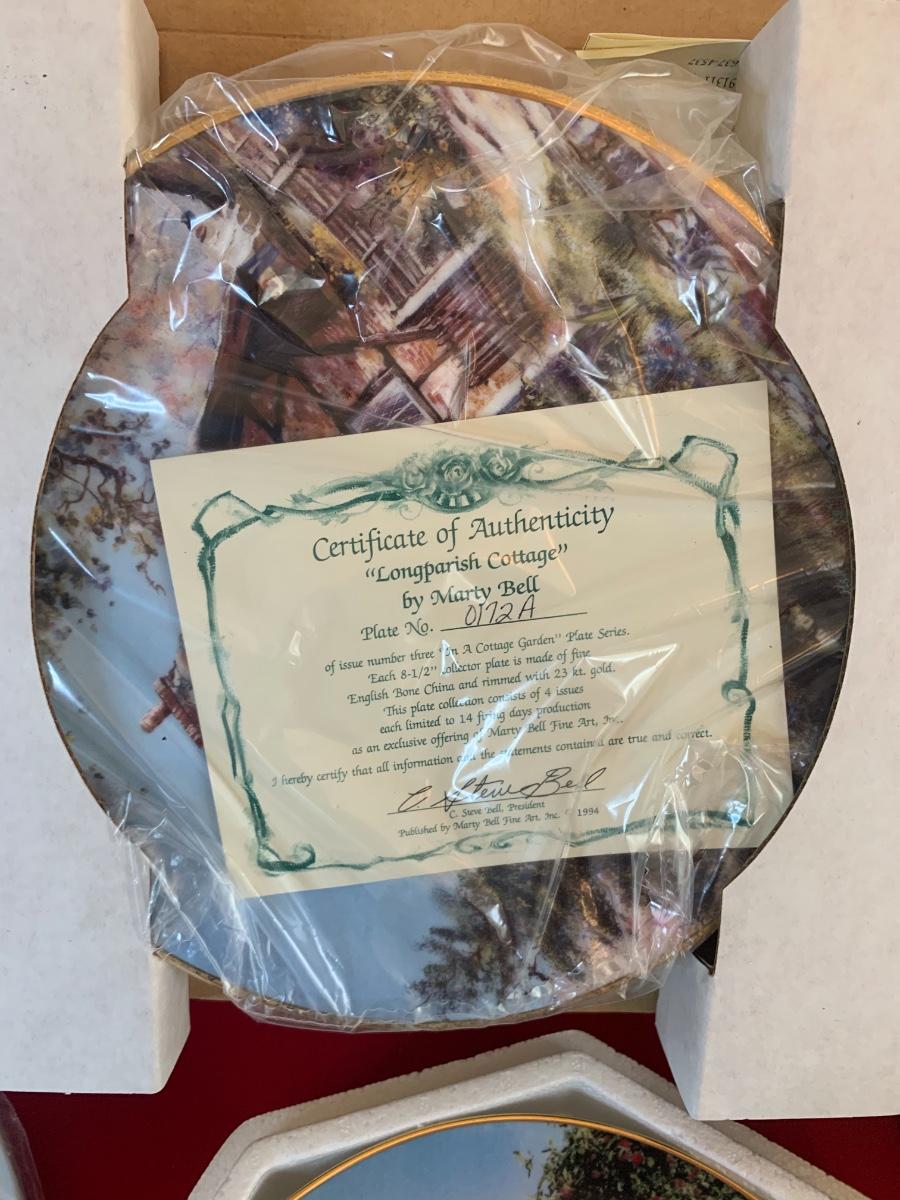 Certificate of Authenticity
"Longparish Cottage"
by Marty Bell
Plate No. 0172A
of issue number three "In A Cottage Garden" Plate Series.
Each 8-1/2" collector plate is made of fine
English Bone China and rimmed with 23 kt. gold.
This plate collection consists of 4 issues
each limited to 14 firing days production
as an exclusive offering of Marty Bell Fine Art, Inc.
I hereby certify that all information and the statements contained are true and correct.
C. Steve Bell
C. Steve Bell, President
Published by Marty Bell Fine Art, Inc. 1994